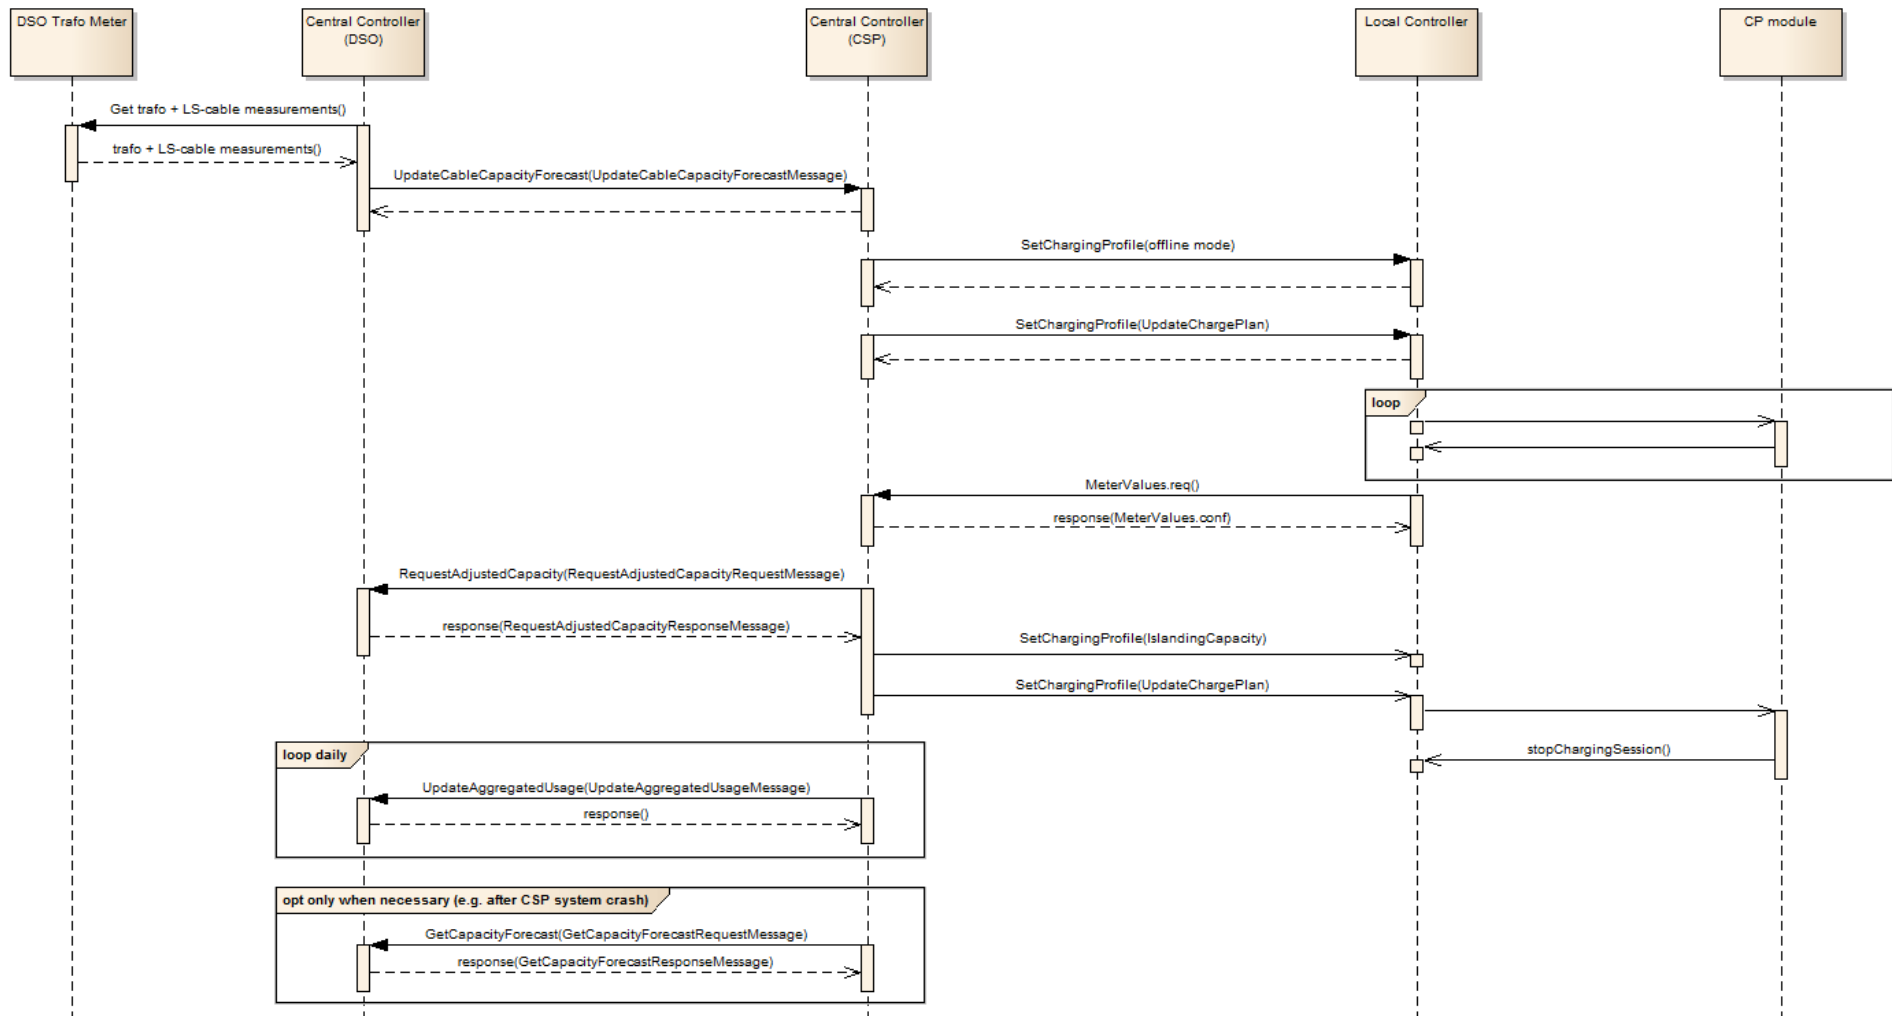 DSO Trafo Meter
Central Controller
(DSO)
Central Controller
(CSP)
Local Controller
CP module
Get trafo + LS-cable measurements()
trafo + LS-cable measurements()
UpdateCableCapacityForecast(UpdateCableCapacityForecastMessage)
SetChargingProfile(offline mode)
SetChargingProfile(UpdateChargePlan)
loop
MeterValues.req()
response(MeterValues.conf)
RequestAdjustedCapacity(RequestAdjustedCapacityRequestMessage)
response(RequestAdjustedCapacityResponseMessage)
SetChargingProfile(IslandingCapacity)
SetChargingProfile(UpdateChargePlan)
stopChargingSession()
loop daily
UpdateAggregatedUsage(UpdateAggregatedUsageMessage)
response()
opt only when necessary (e.g. after CSP system crash)
GetCapacityForecast(GetCapacityForecastRequestMessage)
response(GetCapacityForecastResponseMessage)